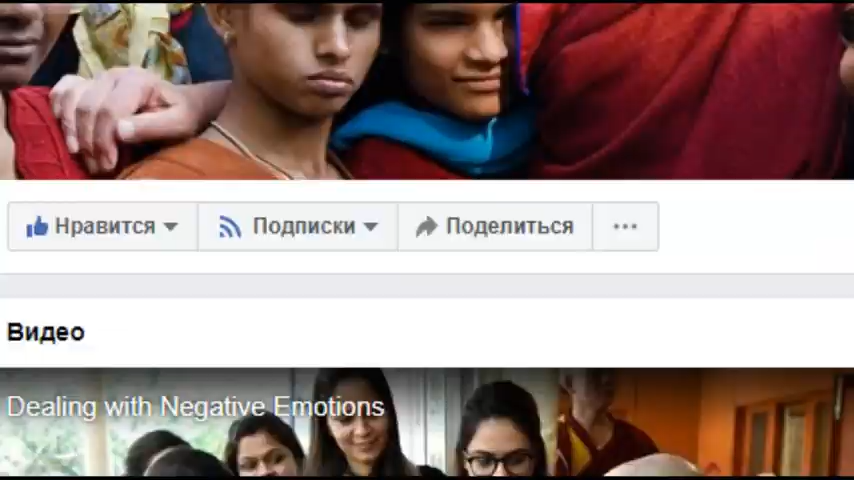 Нравится Подписки Поделиться ...
Видео
Dealing with Negative Emotions